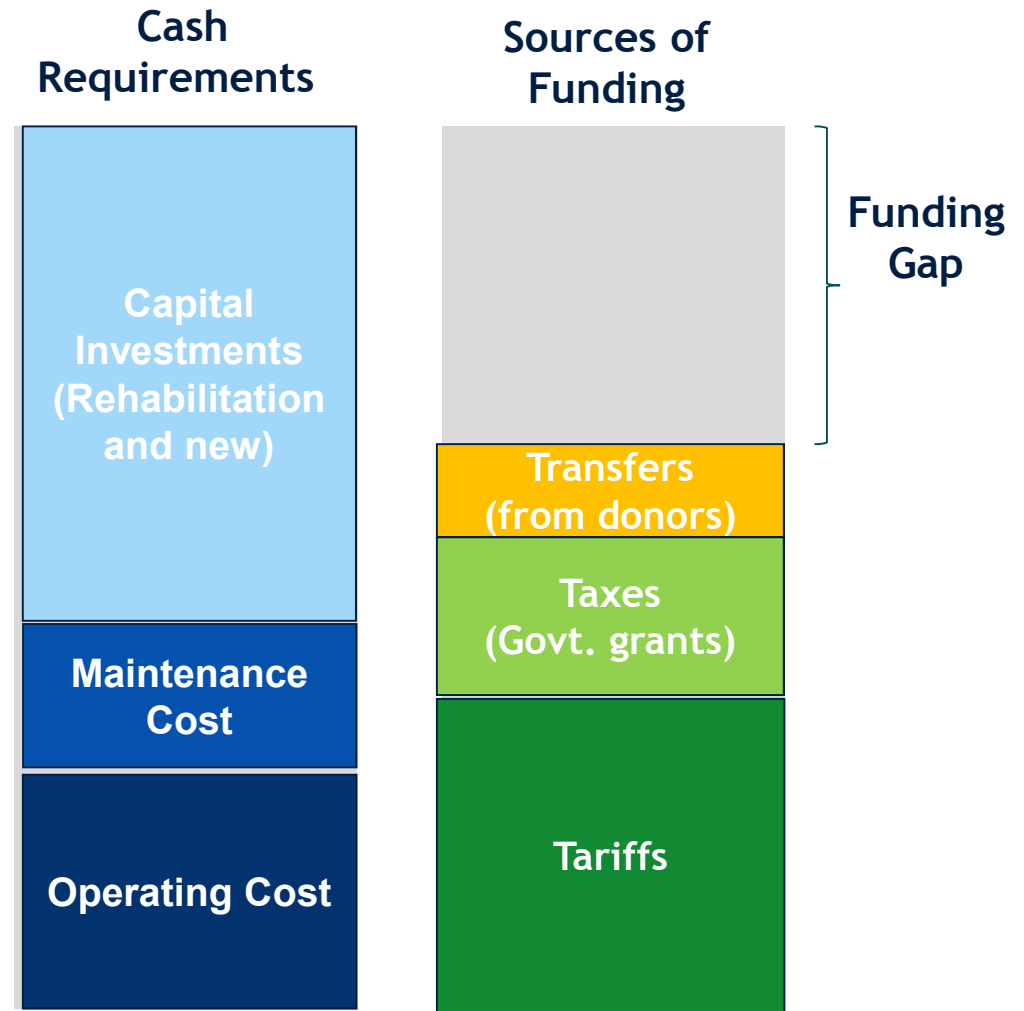 Cash
Requirements
Sources of
Funding
Capital
Investments
(Rehabilitation
and new)
Maintenance
Cost
Operating Cost
Transfers
(from donors)
Taxes
(Govt. grants)
Tariffs
Funding
Gap